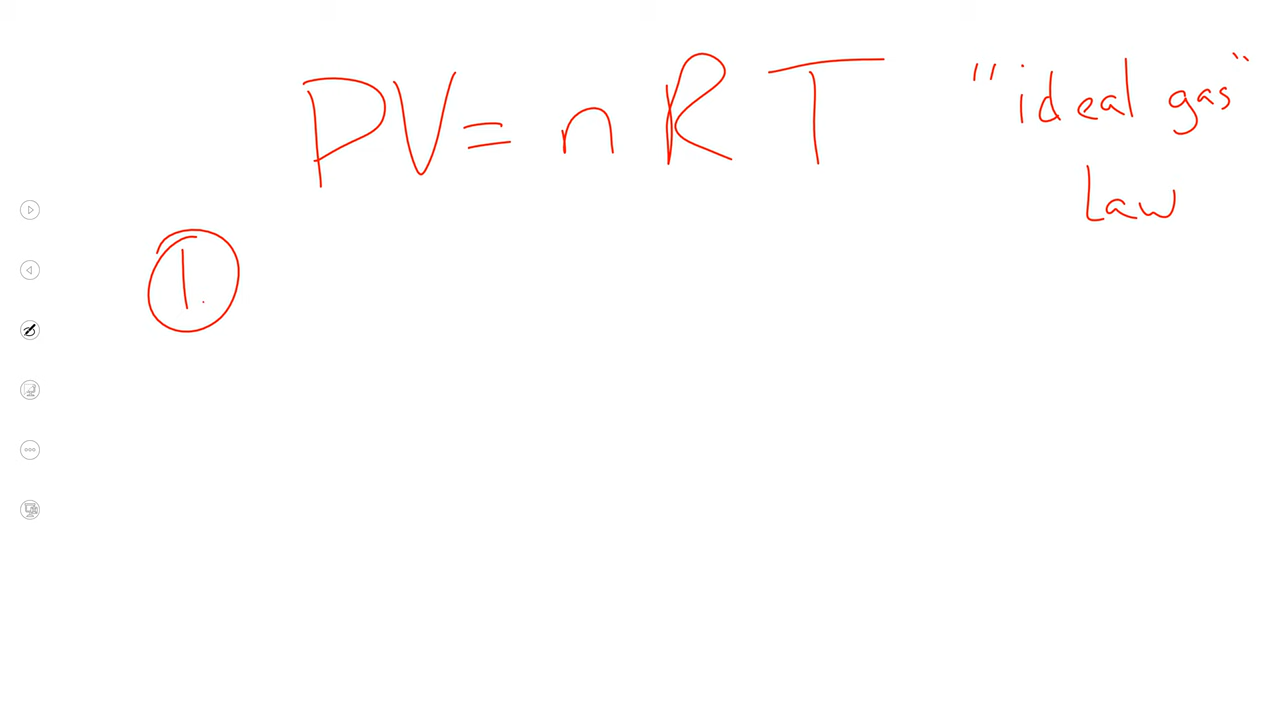 PV = nRT "ideal gas"
Law
1.